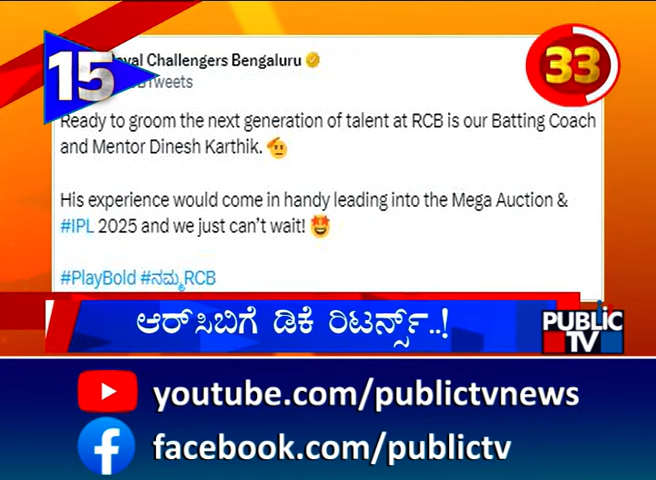 15
oyal Challengers Bengaluru
33
Tweets
Ready to groom the next generation of talent at RCB is our Batting Coach
and Mentor Dinesh Karthik.
His experience would come in handy leading into the Mega Auction &
#IPL 2025 and we just can't wait!
#PlayBold #ನಮ್ಮRCB
ಆರ್‌ಸಿಬಿಗೆ ಡಿಕೆ ರಿಟರ್ನ್ಸ್..!
PUBLiC
TV
youtube.com/publictvnews
facebook.com/publictv